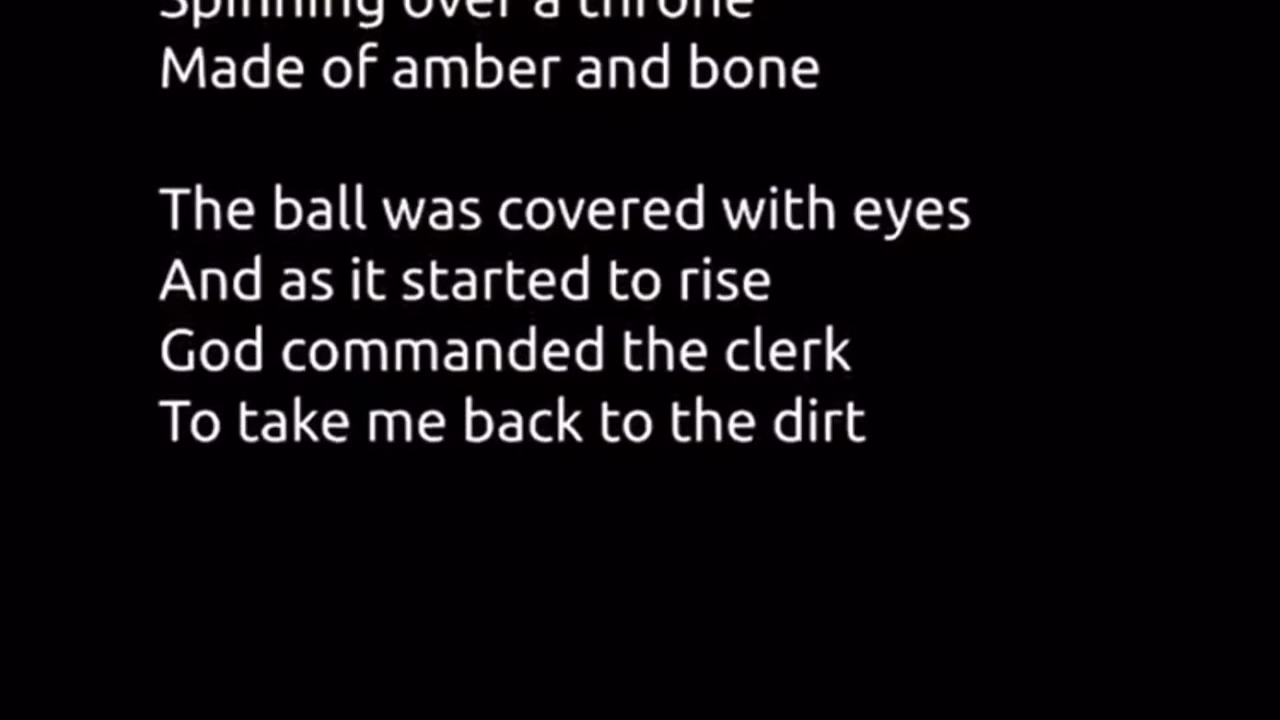 Spinning over a throne
Made of amber and bone
The ball was covered with eyes
And as it started to rise
God commanded the clerk
To take me back to the dirt